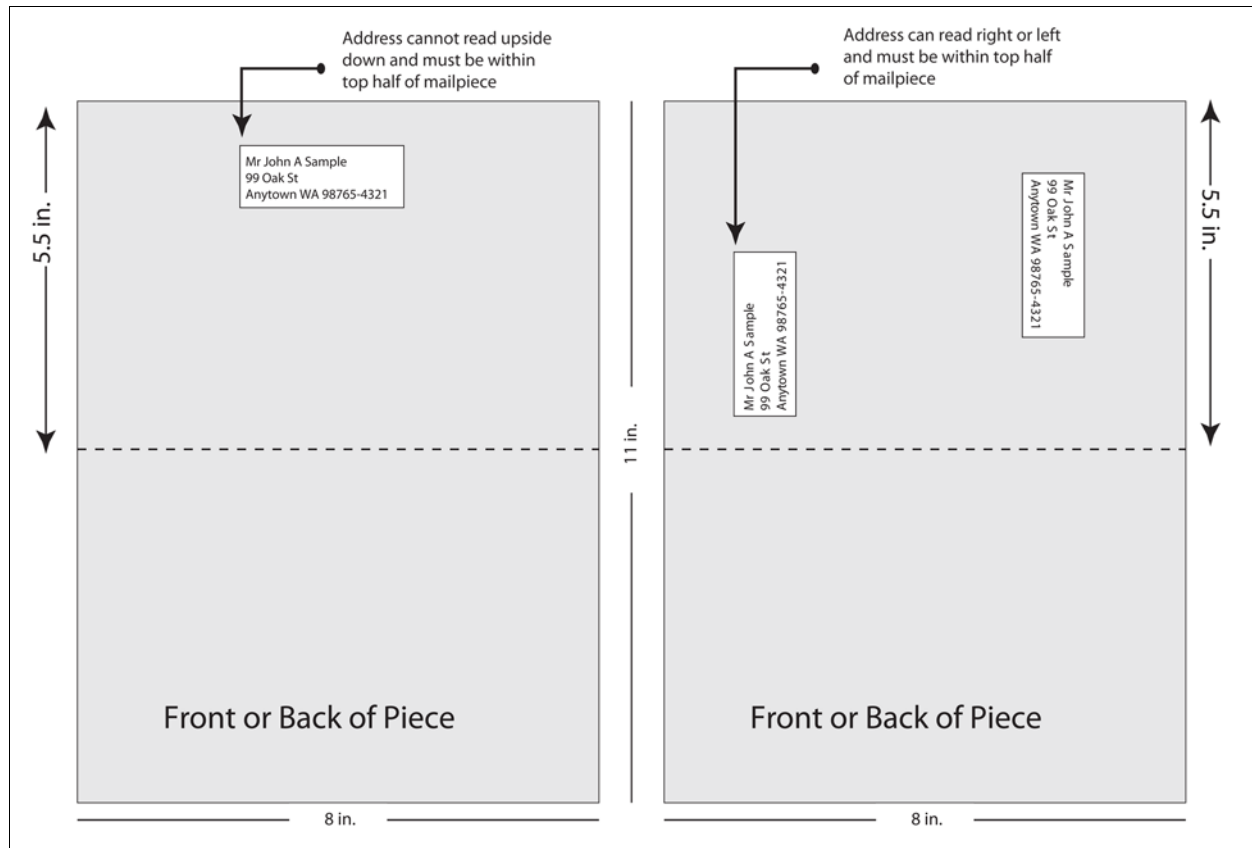 Address cannot read upside
down and must be within
top half of mailpiece
Address can read right or left
and must be within top half
of mailpiece
5.5 in.
Mr John A Sample
99 Oak St
Anytown WA 98765-4321
11 in.
Mr John A Sample
99 Oak St
Anytown WA 98765-4321
Mr John A Sample
99 Oak St
Anytown WA 98765-4321
5.5 in.
Front or Back of Piece
Front or Back of Piece
8 in.
8 in.